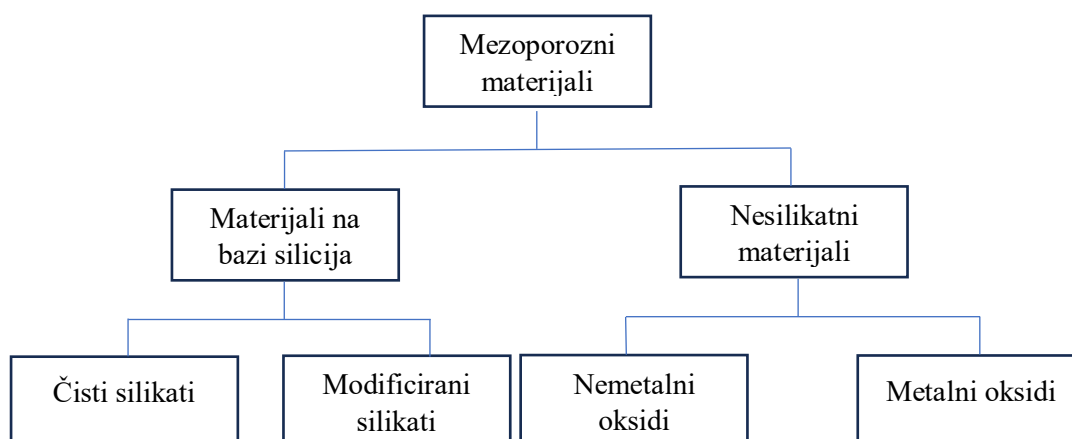 Mezoporozni
materijali
Materijali na
bazi silicija
Nesilikatni
materijali
Čisti silikati
Modificirani
silikati
Nemetalni
oksidi
Metalni oksidi